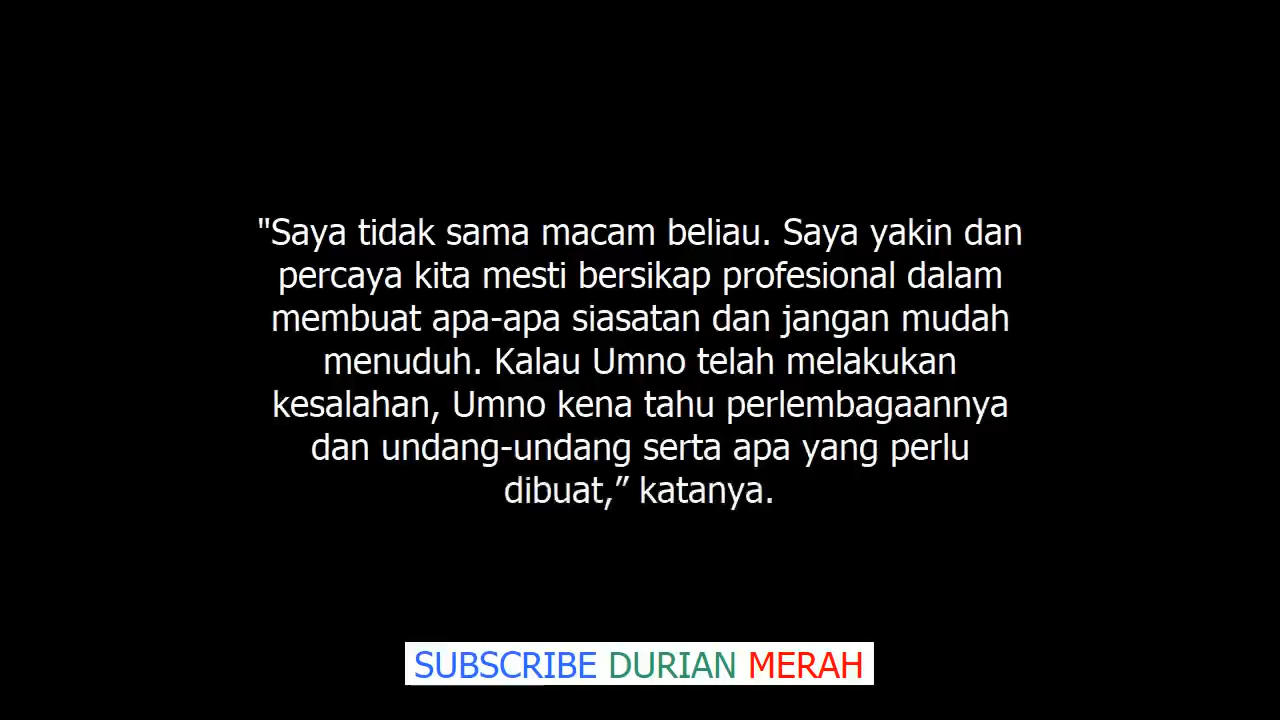 "Saya tidak sama macam beliau. Saya yakin dan
percaya kita mesti bersikap profesional dalam
membuat apa-apa siasatan dan jangan mudah
menuduh. Kalau Umno telah melakukan
kesalahan, Umno kena tahu perlembagaannya
dan undang-undang serta apa yang perlu
dibuat,” katanya.
SUBSCRIBE DURIAN MERAH